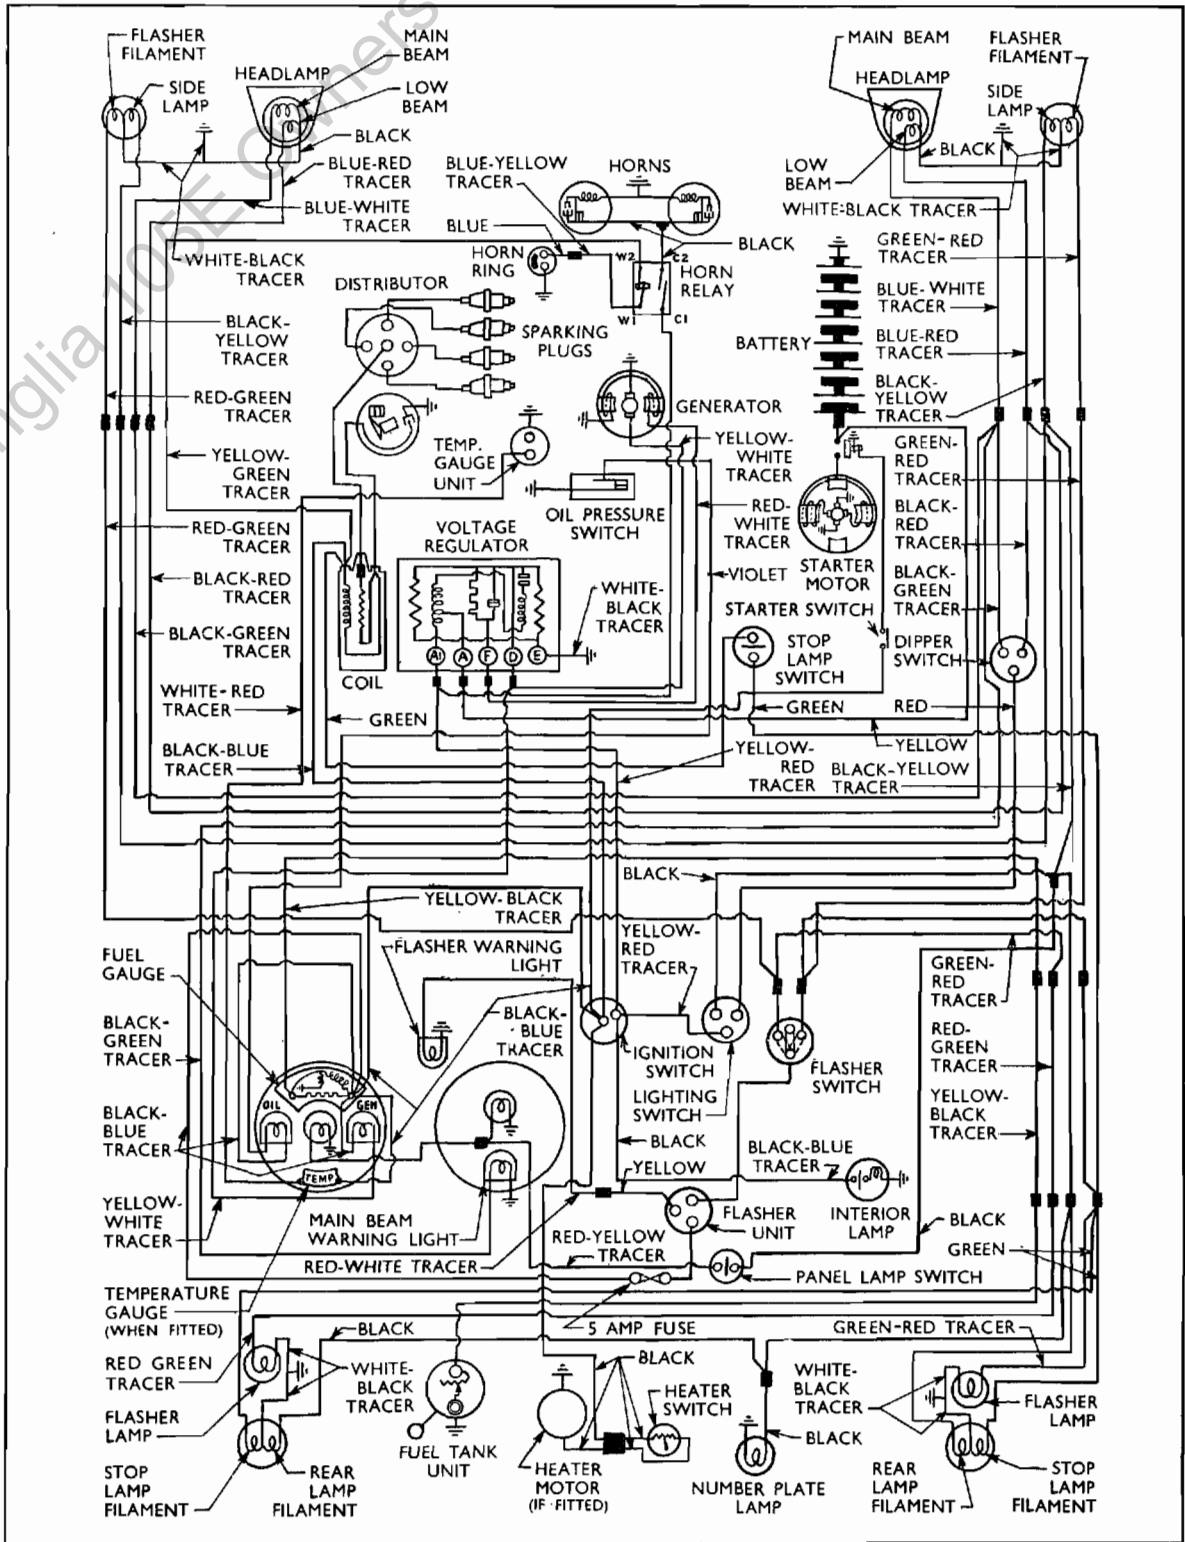 FLASHER
FILAMENT
MAIN
BEAM
SIDE
LAMP
HEADLAMP
LOW
BEAM
BLACK
BLUE-RED
TRACER
BLUE-WHITE
TRACER
WHITE-BLACK
TRACER
MAIN BEAM
FLASHER
FILAMENT
HEADLAMP
SIDE
LAMP
BLACK
LOW
BEAM
WHITE-BLACK TRACER
BLUE-YELLOW
TRACER
HORNS
BLUE
BLACK
HORN
RING
W2
C2
HORN
RELAY
W1
C1
DISTRIBUTOR
SPARKING
PLUGS
BATTERY
GREEN-RED
TRACER
BLUE-WHITE
TRACER
BLUE-RED
TRACER
BLACK-
YELLOW
TRACER
BLACK-
YELLOW
TRACER
RED-GREEN
TRACER
GENERATOR
TEMP.
GAUGE
UNIT
YELLOW-
WHITE
TRACER
GREEN-
RED
TRACER
YELLOW-
GREEN
TRACER
OIL PRESSURE
SWITCH
RED-
WHITE
TRACER
BLACK-
RED
TRACER
RED-GREEN
TRACER
VOLTAGE
REGULATOR
VIOLET
STARTER
MOTOR
BLACK-
GREEN
TRACER
BLACK-RED
TRACER
WHITE-
BLACK
TRACER
STARTER SWITCH
BLACK-GREEN
TRACER
A1
A
F
D
E
STOP
LAMP
SWITCH
DIPPER
SWITCH
COIL
WHITE-RED
TRACER
GREEN
GREEN
RED
BLACK-BLUE
TRACER
YELLOW-
RED
TRACER
YELLOW
BLACK-YELLOW
TRACER
BLACK
YELLOW-BLACK
TRACER
YELLOW-
RED
TRACER
FUEL
GAUGE
FLASHER WARNING
LIGHT
GREEN-
RED
TRACER
BLACK-
GREEN
TRACER
BLACK-
BLUE
TRACER
IGNITION
SWITCH
LIGHTING
SWITCH
FLASHER
SWITCH
RED-
GREEN
TRACER
OIL
GEN
TEMP
BLACK-
BLUE
TRACER
YELLOW-
BLACK
TRACER
BLACK
YELLOW
BLACK-BLUE
TRACER
YELLOW-
WHITE
TRACER
MAIN BEAM
WARNING LIGHT
FLASHER
UNIT
INTERIOR
LAMP
BLACK
RED-YELLOW
TRACER
GREEN
RED-WHITE TRACER
PANEL LAMP SWITCH
TEMPERATURE
GAUGE
(WHEN FITTED)
BLACK
5 AMP FUSE
GREEN-RED TRACER
RED GREEN
TRACER
WHITE-
BLACK
TRACER
BLACK
HEATER
SWITCH
WHITE-
BLACK
TRACER
FLASHER
LAMP
FLASHER
LAMP
FUEL TANK
UNIT
BLACK
STOP
LAMP
FILAMENT
REAR
LAMP
FILAMENT
HEATER
MOTOR
(IF FITTED)
NUMBER PLATE
LAMP
REAR
LAMP
FILAMENT
STOP
LAMP
FILAMENT
nglia 105E Owners